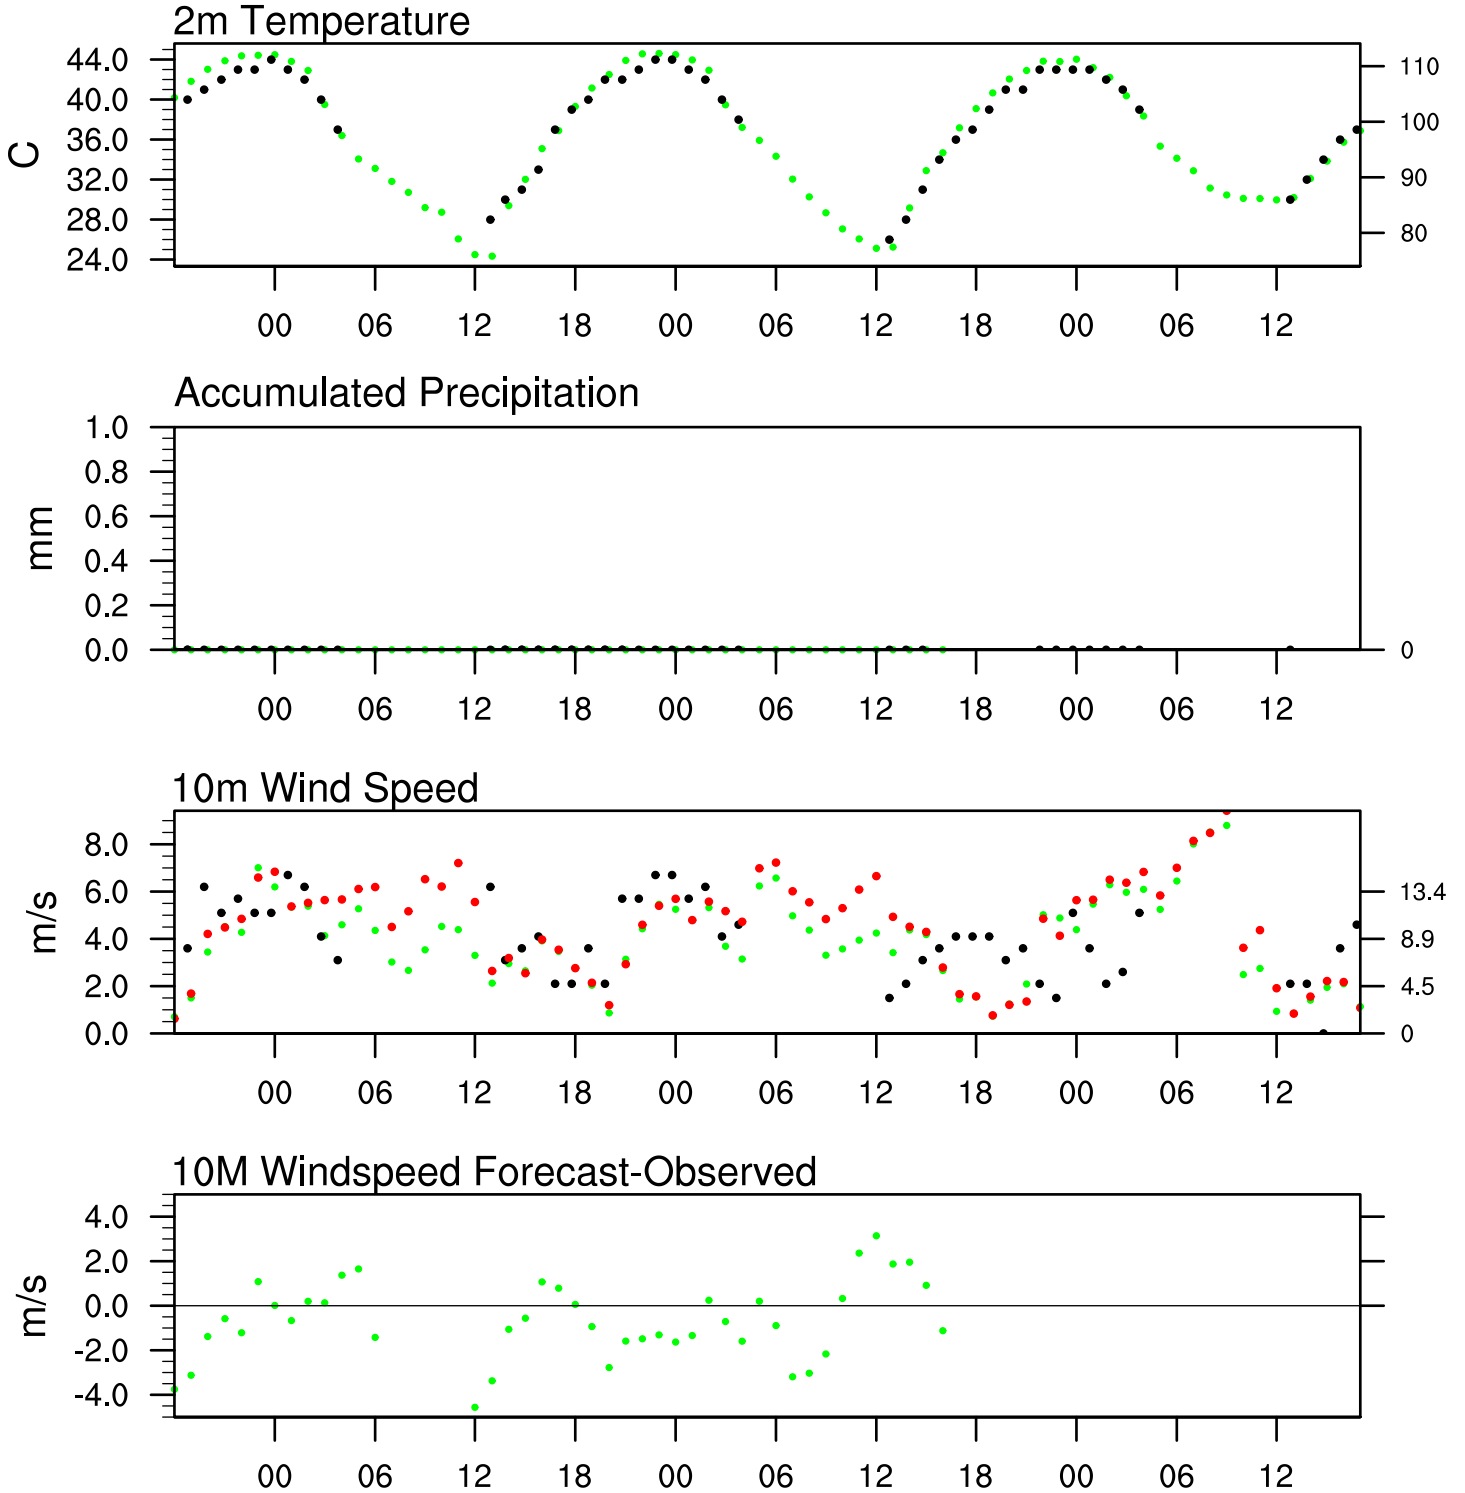 2m Temperature
44.0
40.0
36.0
32.0
28.0
24.0
C
110
100
90
80
00 06 12 18 00 06 12 18 00 06 12
Accumulated Precipitation
1.0
0.8
0.6
0.4
0.2
0.0
mm
0
00 06 12 18 00 06 12 18 00 06 12
10m Wind Speed
8.0
6.0
4.0
2.0
0.0
m/s
13.4
8.9
4.5
0
00 06 12 18 00 06 12 18 00 06 12
10M Windspeed Forecast-Observed
4.0
2.0
0.0
-2.0
-4.0
m/s
00 06 12 18 00 06 12 18 00 06 12